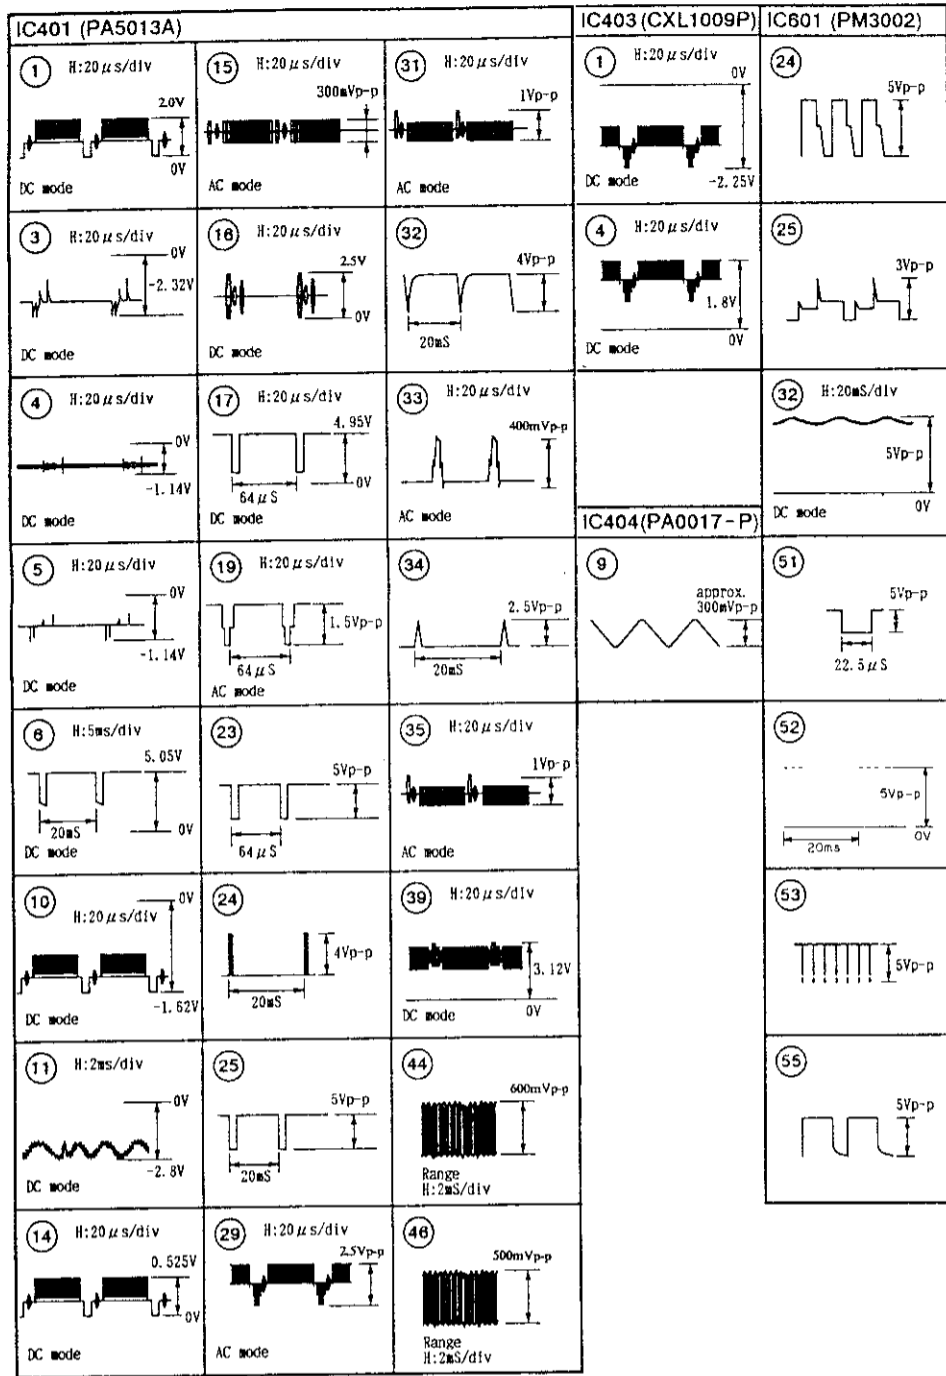 IC401 (PA5013A)
1 H:20μs/div
2.0V
0V
DC mode
3 H:20μs/div
0V
-2.32V
DC mode
4 H:20μs/div
0V
-1.14V
DC mode
5 H:20μs/div
0V
-1.14V
DC mode
6 H:5ms/div
5.05V
20mS
0V
DC mode
10
0V
H:20μs/div
-1.62V
DC mode
11 H:2ms/div
0V
-2.8V
DC mode
14 H:20μs/div
0.525V
0V
DC mode
15 H:20μs/div
300mVp-p
AC mode
16 H:20μs/div
2.5V
0V
DC mode
17 H:20μs/div
4.95V
64μS
0V
DC mode
19 H:20μs/div
1.5Vp-p
64μS
AC mode
23
5Vp-p
64μS
24
4Vp-p
20mS
25
5Vp-p
20mS
29 H:20μs/div
2.5Vp-p
AC mode
31 H:20μs/div
1Vp-p
AC mode
32
4Vp-p
20mS
33 H:20μs/div
400mVp-p
AC mode
34
2.5Vp-p
20mS
35 H:20μs/div
1Vp-p
AC mode
39 H:20μs/div
3.12V
DC mode 0V
44
600mVp-p
Range
H:2mS/div
46
500mVp-p
Range
H:2mS/div
IC403 (CXL1009P)
1 H:20μs/div
0V
DC mode -2.25V
4 H:20μs/div
1.8V
DC mode 0V
IC404(PA0017-P)
9
approx.
300mVp-p
IC601 (PM3002)
24
5Vp-p
25
3Vp-p
32 H:20mS/div
5Vp-p
DC mode 0V
51
5Vp-p
22.5μS
52
5Vp-p
20ms 0V
53
5Vp-p
55
5Vp-p